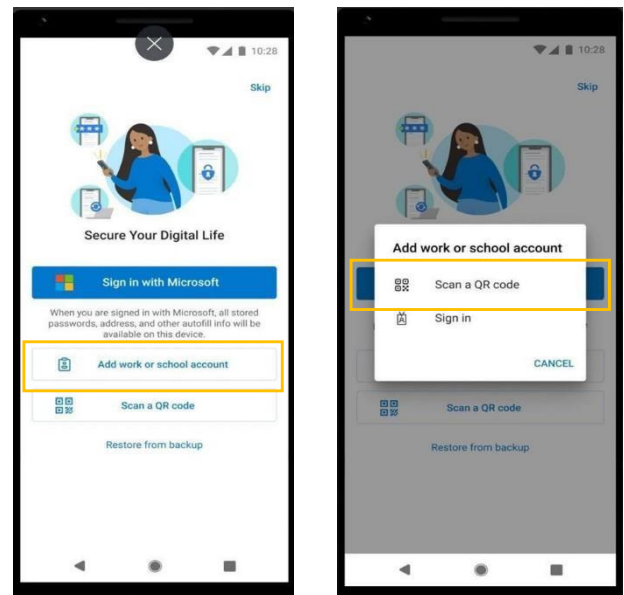 10:28
Skip
Secure Your Digital Life
Sign in with Microsoft
When you are signed in with Microsoft, all stored
passwords, address, and other autofill info will be
available on this device.
Add work or school account
Scan a QR code
Restore from backup
10:28
Skip
Add work or school account
Scan a QR code
Sign in
CANCEL
Scan a QR code
Restore from backup